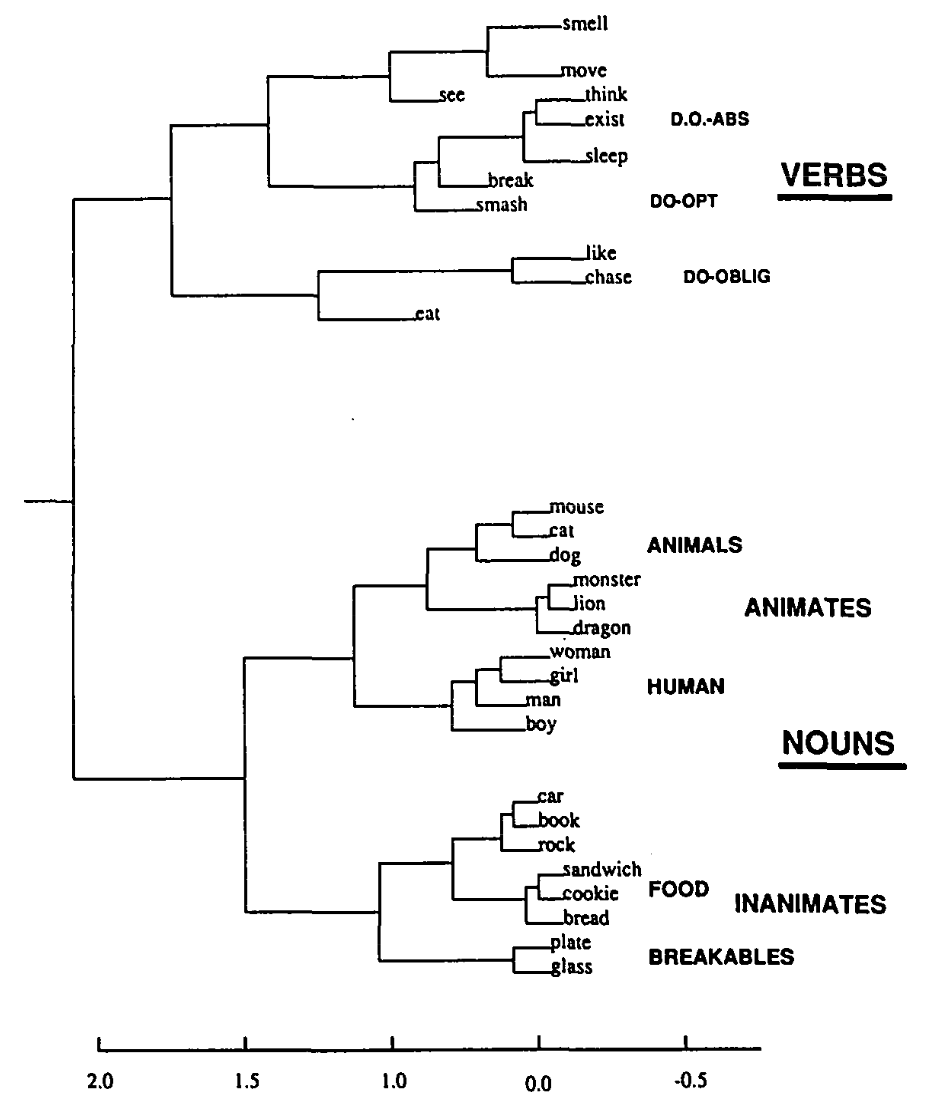 smell
move
see
think
exist
D.O.-ABS
sleep
VERBS
break
smash
DO-OPT
like
chase
DO-OBLIG
eat
mouse
cat
ANIMALS
dog
monster
lion
ANIMATES
dragon
woman
girl
HUMAN
man
boy
NOUNS
car
book
rock
sandwich
cookie
FOOD
INANIMATES
bread
plate
BREAKABLES
glass
2.0 1.5 1.0 0.0 -0.5